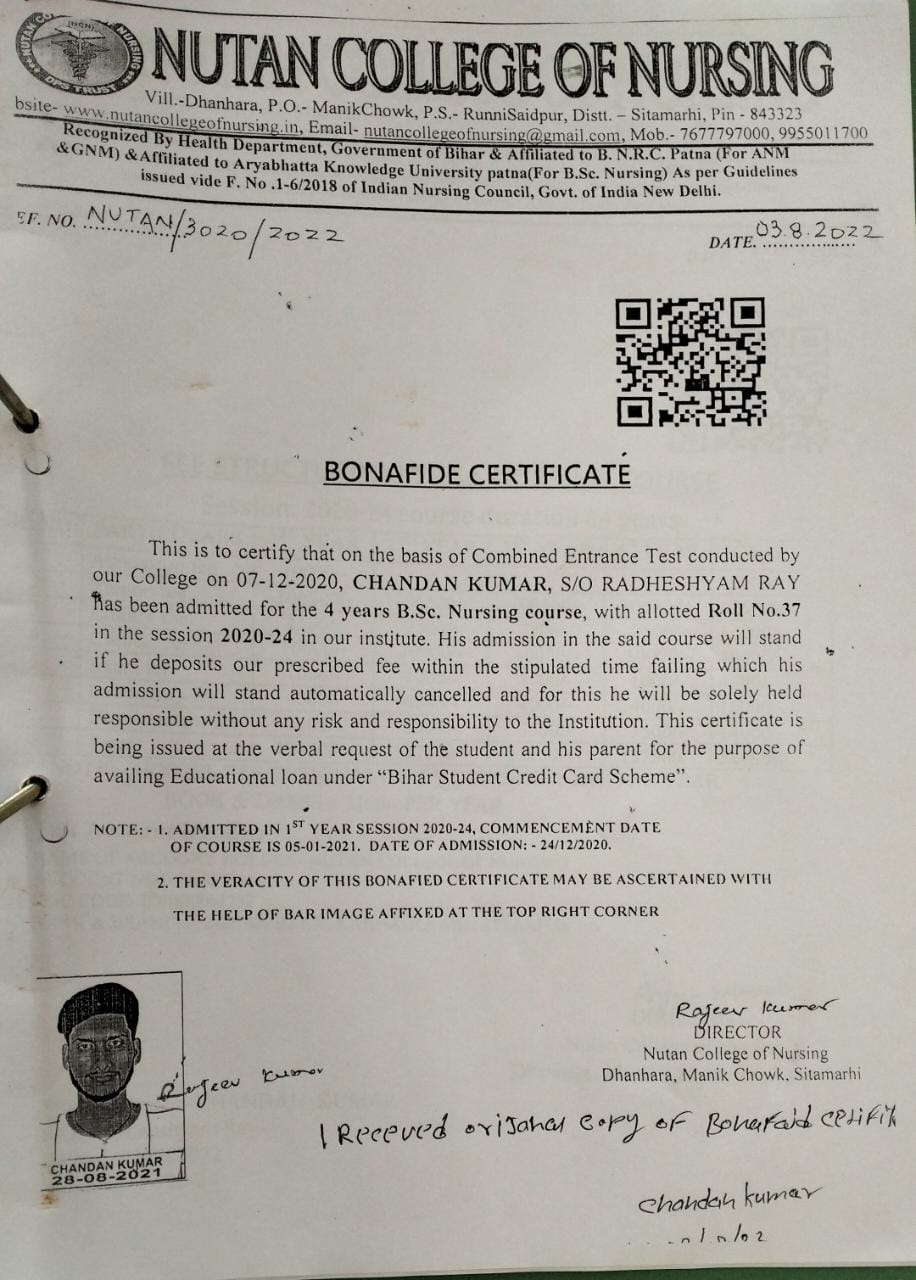 NUTAN COLLEGE OF NURSING
Vill.-Dhanhara, P.O.- ManikChowk, P.S.- RunniSaidpur, Distt. – Sitamarhi, Pin - 843323
bsite- www.nutancollegeofnursing.in, Email- nutancollegeofnursing@gmail.com, Mob.- 7677797000, 9955011700
Recognized By Health Department, Government of Bihar & Affiliated to B. N.R.C. Patna (For ANM
&GNM) &Affiliated to Aryabhatta Knowledge University patna(For B.Sc. Nursing) As per Guidelines
issued vide F. No .1-6/2018 of Indian Nursing Council, Govt. of India New Delhi.
EF. NO. NUTAN/3020/2022
DATE. 03.8.2022
BONAFIDE CERTIFICATE
This is to certify that on the basis of Combined Entrance Test conducted by
our College on 07-12-2020, CHANDAN KUMAR, S/O RADHESHYAM RAY
has been admitted for the 4 years B.Sc. Nursing course, with allotted Roll No.37
in the session 2020-24 in our institute. His admission in the said course will stand
if he deposits our prescribed fee within the stipulated time failing which his
admission will stand automatically cancelled and for this he will be solely held
responsible without any risk and responsibility to the Institution. This certificate is
being issued at the verbal request of the student and his parent for the purpose of
availing Educational loan under “Bihar Student Credit Card Scheme”.
NOTE: - 1. ADMITTED IN 1ST YEAR SESSION 2020-24, COMMENCEMENT DATE
OF COURSE IS 05-01-2021. DATE OF ADMISSION: - 24/12/2020.
2. THE VERACITY OF THIS BONAFIED CERTIFICATE MAY BE ASCERTAINED WITH
THE HELP OF BAR IMAGE AFFIXED AT THE TOP RIGHT CORNER
Rajeev Kumar
DIRECTOR
Nutan College of Nursing
Dhanhara, Manik Chowk, Sitamarhi
Rajeev Kumar
CHANDAN KUMAR
28-08-2021
I Receved orijanal copy of Bonafaid
Chandan kumar